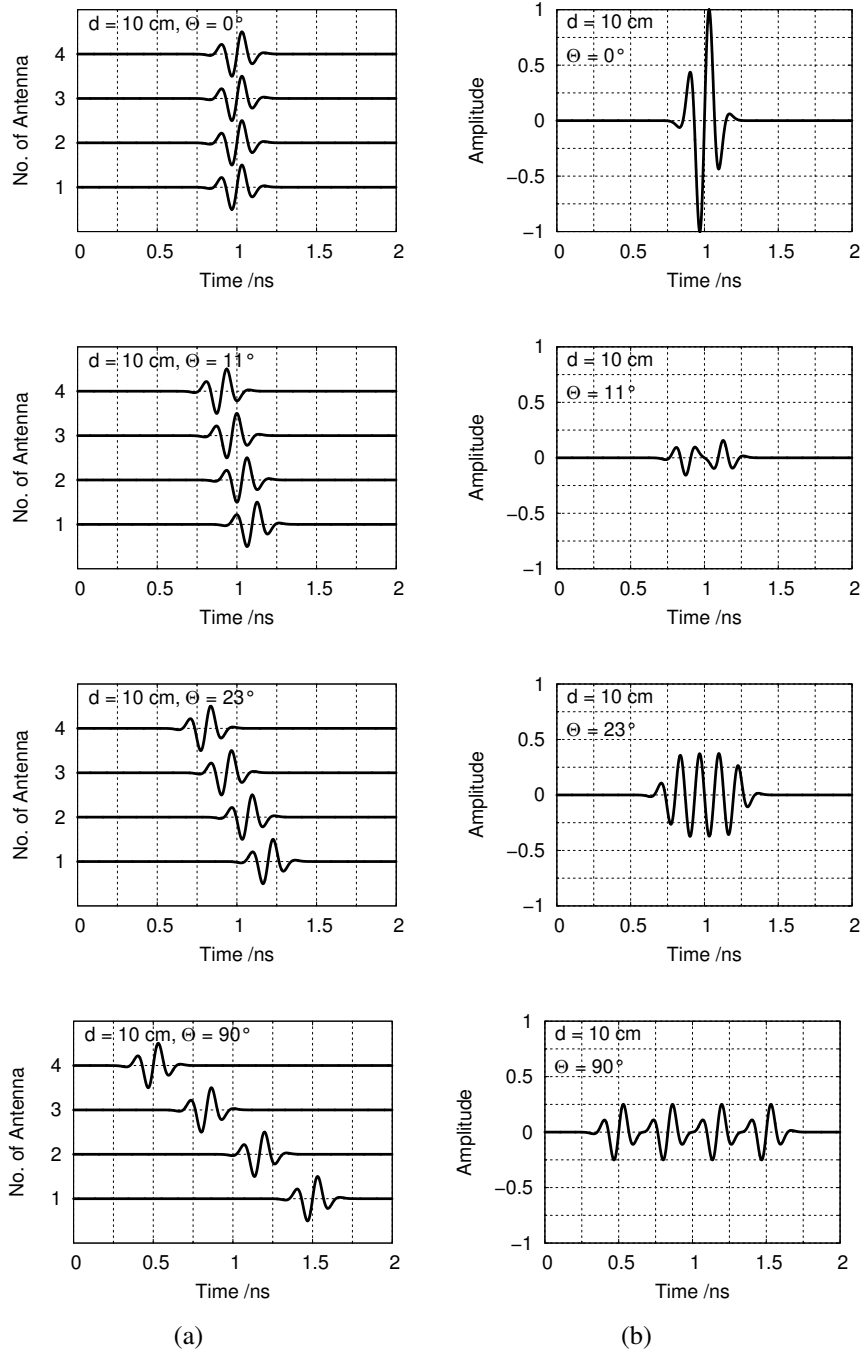 d = 10 cm, Θ = 0°
4
3
2
1
No. of Antenna
0 0.5 1 1.5 2
Time /ns
d = 10 cm
Θ = 0°
1
0.5
0
−0.5
−1
Amplitude
0 0.5 1 1.5 2
Time /ns
d = 10 cm, Θ = 11°
4
3
2
1
No. of Antenna
0 0.5 1 1.5 2
Time /ns
d = 10 cm
Θ = 11°
1
0.5
0
−0.5
−1
Amplitude
0 0.5 1 1.5 2
Time /ns
d = 10 cm, Θ = 23°
4
3
2
1
No. of Antenna
0 0.5 1 1.5 2
Time /ns
d = 10 cm
Θ = 23°
1
0.5
0
−0.5
−1
Amplitude
0 0.5 1 1.5 2
Time /ns
d = 10 cm, Θ = 90°
4
3
2
1
No. of Antenna
0 0.5 1 1.5 2
Time /ns
d = 10 cm
Θ = 90°
1
0.5
0
−0.5
−1
Amplitude
0 0.5 1 1.5 2
Time /ns
(a)
(b)